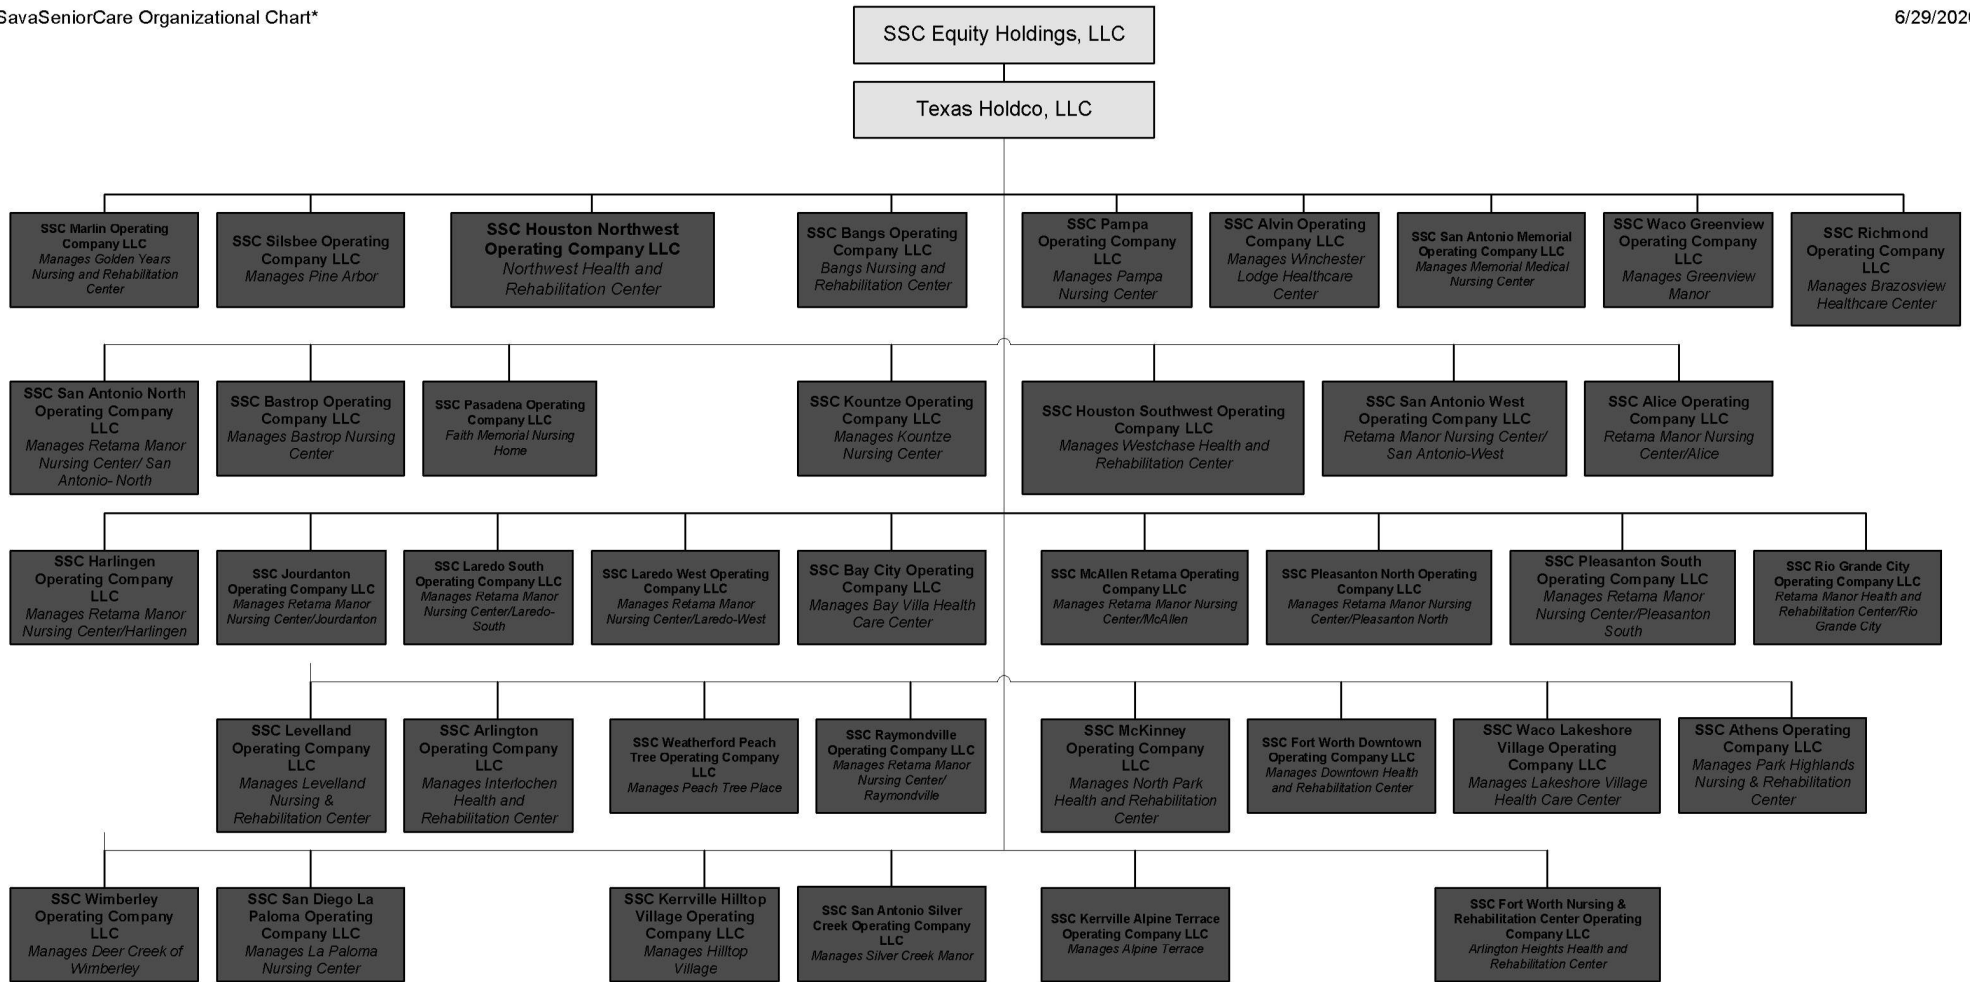 SavaSeniorCare Organizational Chart*
6/29/2020
SSC Equity Holdings, LLC
Texas Holdco, LLC
SSC Marlin Operating
Company LLC
Manages Golden Years
Nursing and Rehabilitation
Center
SSC Silsbee Operating
Company LLC
Manages Pine Arbor
SSC Houston Northwest
Operating Company LLC
Northwest Health and
Rehabilitation Center
SSC Bangs Operating
Company LLC
Bangs Nursing and
Rehabilitation Center
SSC Pampa
Operating Company
LLC
Manages Pampa
Nursing Center
SSC Alvin Operating
Company LLC
Manages Winchester
Lodge Healthcare
Center
SSC San Antonio Memorial
Operating Company LLC
Manages Memorial Medical
Nursing Center
SSC Waco Greenview
Operating Company
LLC
Manages Greenview
Manor
SSC Richmond
Operating Company
LLC
Manages Brazosview
Healthcare Center
SSC San Antonio North
Operating Company
LLC
Manages Retama Manor
Nursing Center/ San
Antonio- North
SSC Bastrop Operating
Company LLC
Manages Bastrop Nursing
Center
SSC Pasadena Operating
Company LLC
Faith Memorial Nursing
Home
SSC Kountze Operating
Company LLC
Manages Kountze
Nursing Center
SSC Houston Southwest Operating
Company LLC
Manages Westchase Health and
Rehabilitation Center
SSC San Antonio West
Operating Company LLC
Retama Manor Nursing Center/
San Antonio-West
SSC Alice Operating
Company LLC
Retama Manor Nursing
Center/Alice
SSC Harlingen
Operating Company
LLC
Manages Retama Manor
Nursing Center/Harlingen
SSC Jourdanton
Operating Company LLC
Manages Retama Manor
Nursing Center/Jourdanton
SSC Laredo South
Operating Company LLC
Manages Retama Manor
Nursing Center/Laredo-
South
SSC Laredo West Operating
Company LLC
Manages Retama Manor
Nursing Center/Laredo-West
SSC Bay City Operating
Company LLC
Manages Bay Villa Health
Care Center
SSC McAllen Retama Operating
Company LLC
Manages Retama Manor Nursing
Center/McAllen
SSC Pleasanton North Operating
Company LLC
Manages Retama Manor Nursing
Center/Pleasanton North
SSC Pleasanton South
Operating Company LLC
Manages Retama Manor
Nursing Center/Pleasanton
South
SSC Rio Grande City
Operating Company LLC
Retama Manor Health and
Rehabilitation Center/Rio
Grande City
SSC Levelland
Operating Company
LLC
Manages Levelland
Nursing &
Rehabilitation Center
SSC Arlington
Operating Company
LLC
Manages Interlochen
Health and
Rehabilitation Center
SSC Weatherford Peach
Tree Operating Company
LLC
Manages Peach Tree Place
SSC Raymondville
Operating Company LLC
Manages Retama Manor
Nursing Center/
Raymondville
SSC McKinney
Operating Company
LLC
Manages North Park
Health and Rehabilitation
Center
SSC Fort Worth Downtown
Operating Company LLC
Manages Downtown Health
and Rehabilitation Center
SSC Waco Lakeshore
Village Operating
Company LLC
Manages Lakeshore Village
Health Care Center
SSC Athens Operating
Company LLC
Manages Park Highlands
Nursing & Rehabilitation
Center
SSC Wimberley
Operating Company
LLC
Manages Deer Creek of
Wimberley
SSC San Diego La
Paloma Operating
Company LLC
Manages La Paloma
Nursing Center
SSC Kerrville Hilltop
Village Operating
Company LLC
Manages Hilltop
Village
SSC San Antonio Silver
Creek Operating Company
LLC
Manages Silver Creek Manor
SSC Kerrville Alpine Terrace
Operating Company LLC
Manages Alpine Terrace
SSC Fort Worth Nursing &
Rehabilitation Center Operating
Company LLC
Arlington Heights Health and
Rehabilitation Center